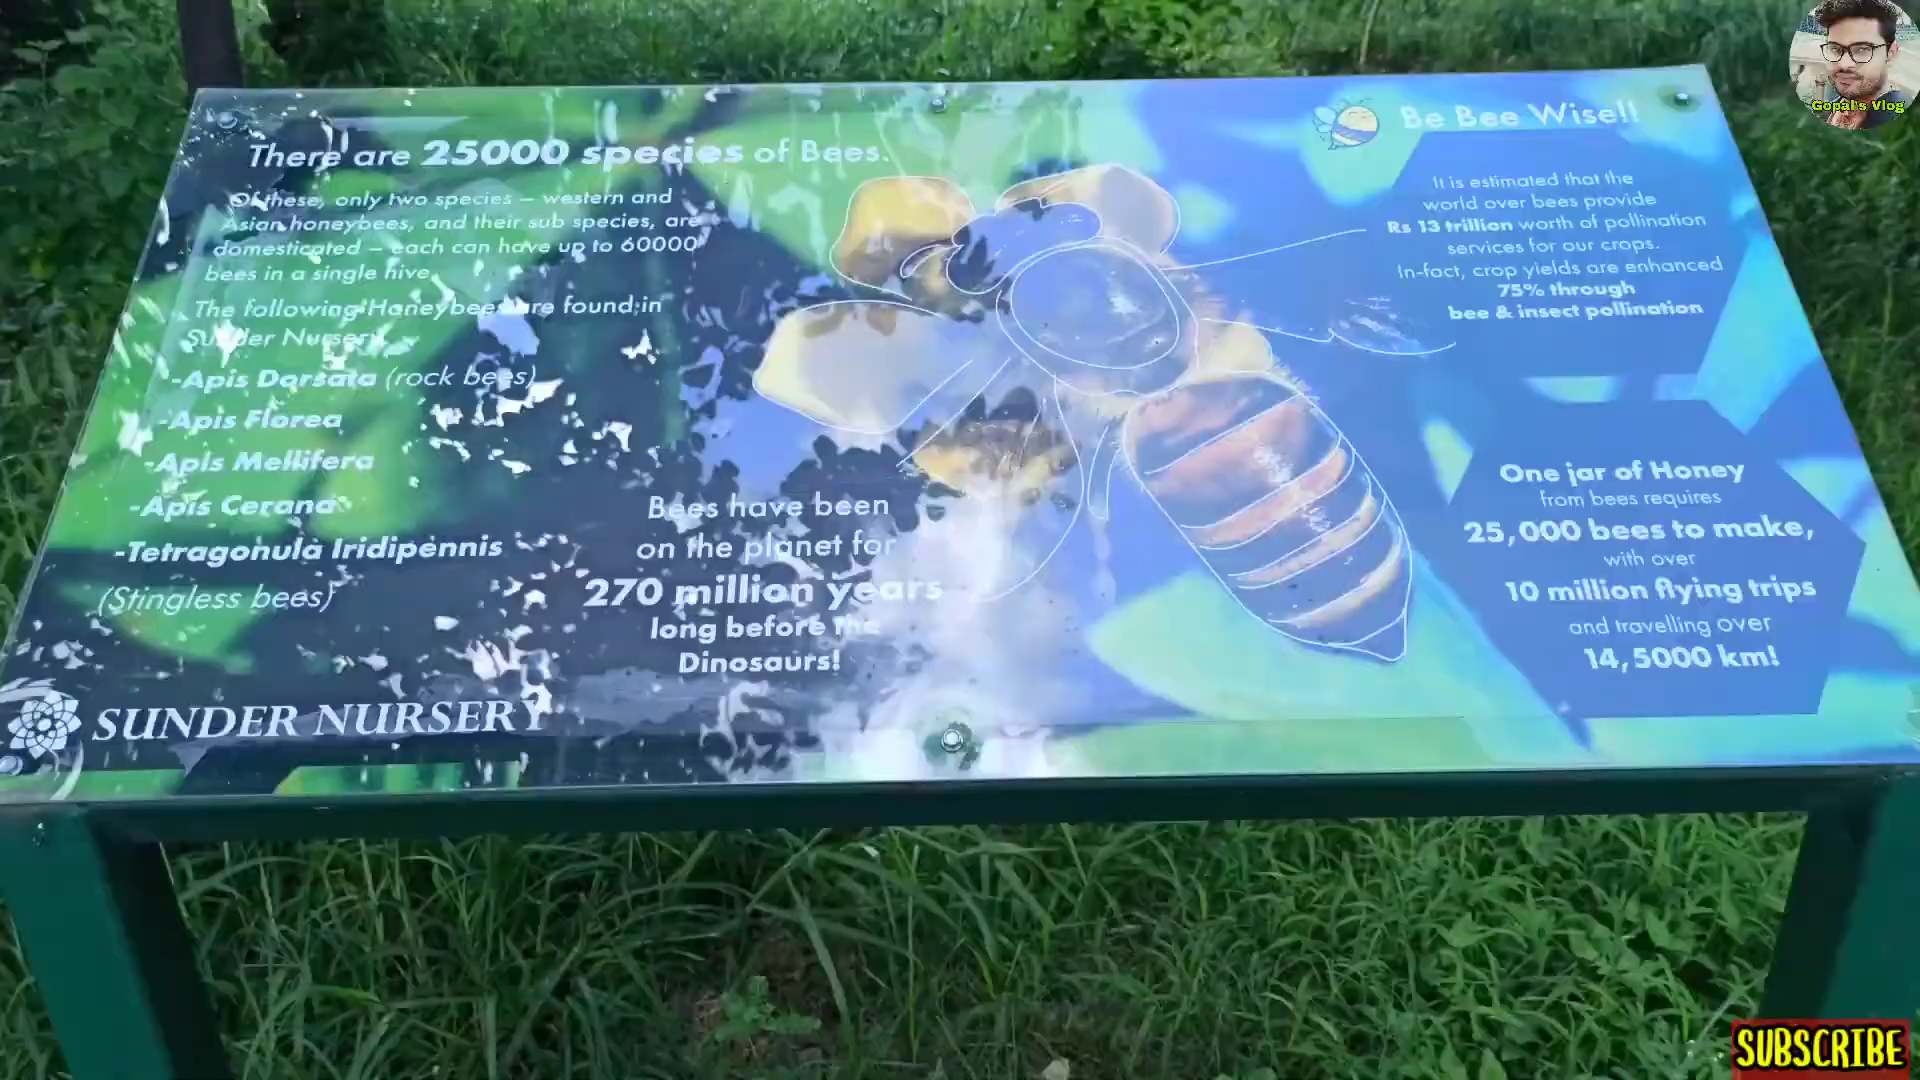 There are 25000 species of Bees.
Of these, only two species – western and
Asian honeybees, and their sub species, are
domesticated – each can have up to 60000
bees in a single hive.
The following Honeybees are found in
Sunder Nursery
-Apis Dorsata (rock bees)
-Apis Florea
-Apis Mellifera
-Apis Cerana
-Tetragonula Iridipennis
(Stingless bees)
SUNDER NURSERY
Bees have been
on the planet for
270 million years
long before the
Dinosaurs!
Be Bee Wise!!
It is estimated that the
world over bees provide
Rs 13 trillion worth of pollination
services for our crops.
In-fact, crop yields are enhanced
75% through
bee & insect pollination
One jar of Honey
from bees requires
25,000 bees to make,
with over
10 million flying trips
and travelling over
14,5000 km!
Gopal's Vlog
SUBSCRIBE